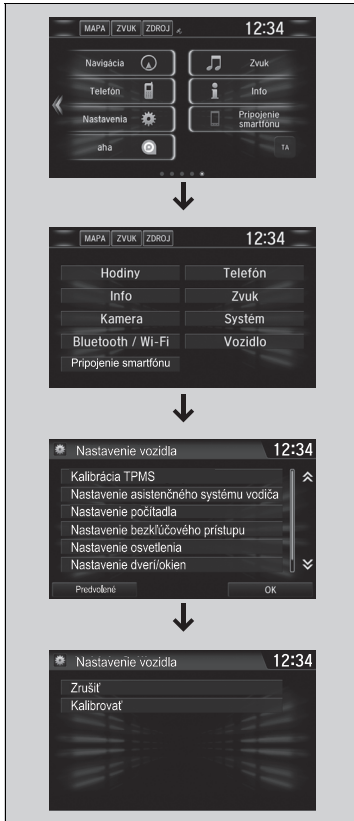 MAPA ZVUK ZDROJ 12:34
Navigácia Zvuk
Telefón Info
Nastavenia Pripojenie smartfónu
aha TA
MAPA ZVUK ZDROJ 12:34
Hodiny Telefón
Info Zvuk
Kamera Systém
Bluetooth / Wi-Fi Vozidlo
Pripojenie smartfónu
Nastavenie vozidla 12:34
Kalibrácia TPMS
Nastavenie asistenčného systému vodiča
Nastavenie počítadla
Nastavenie bezkľúčového prístupu
Nastavenie osvetlenia
Nastavenie dverí/okien
Predvolené OK
Nastavenie vozidla 12:34
Zrušiť
Kalibrovať